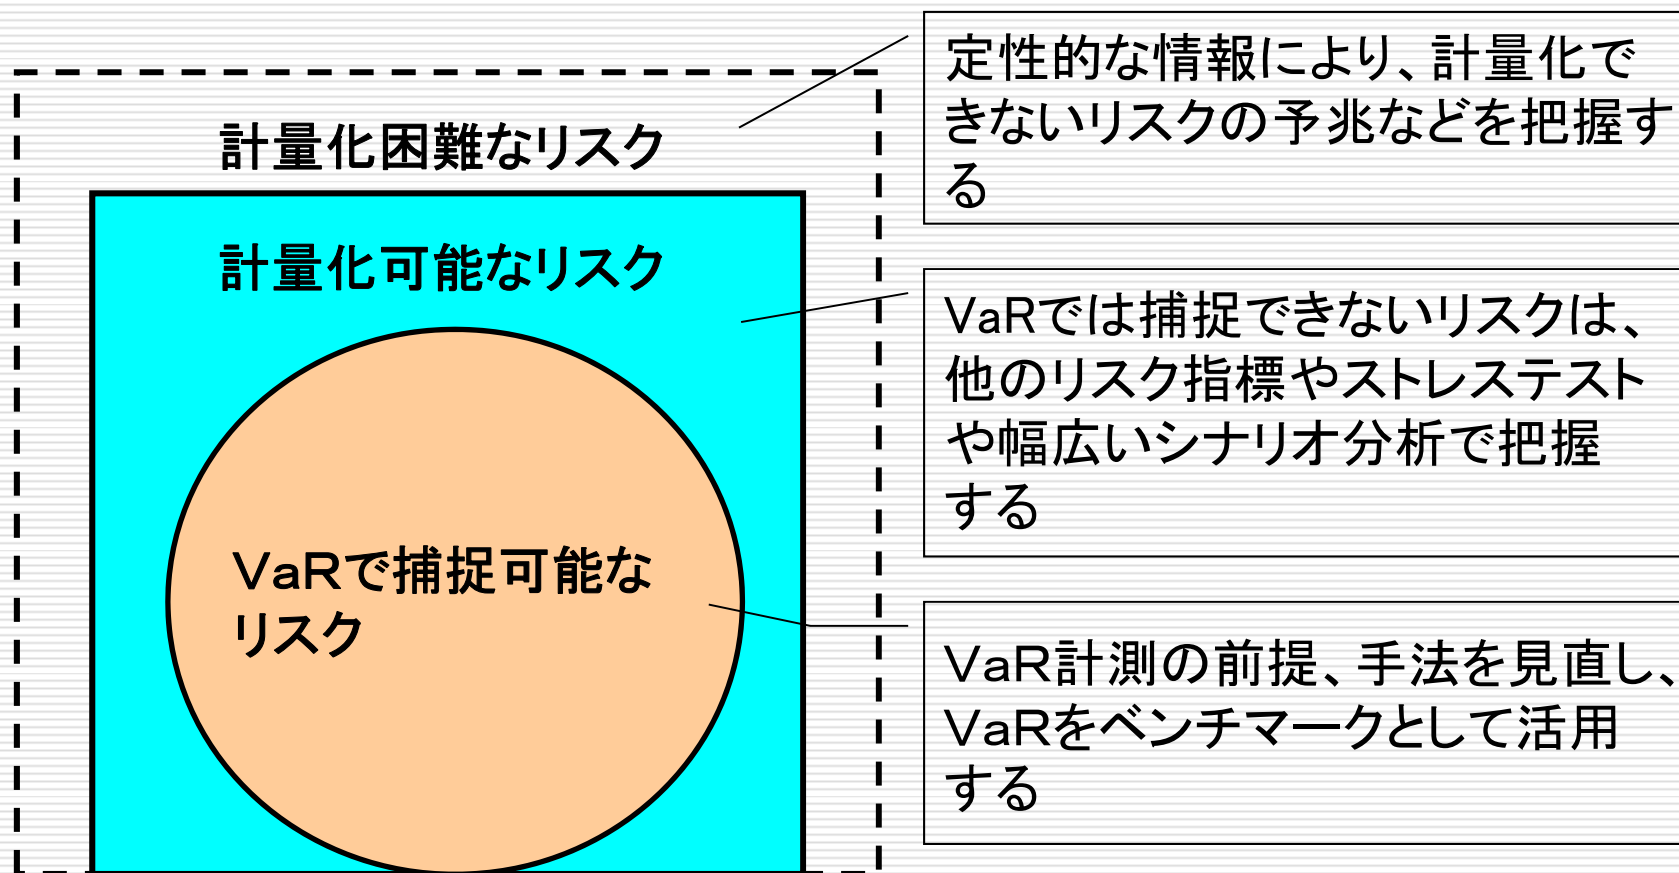 計量化困難なリスク
計量化可能なリスク
VaRで捕捉可能な
リスク
定性的な情報により、計量化で
きないリスクの予兆などを把握す
る
VaRでは捕捉できないリスクは、
他のリスク指標やストレステスト
や幅広いシナリオ分析で把握
する
VaR計測の前提、手法を見直し、
VaRをベンチマークとして活用
する